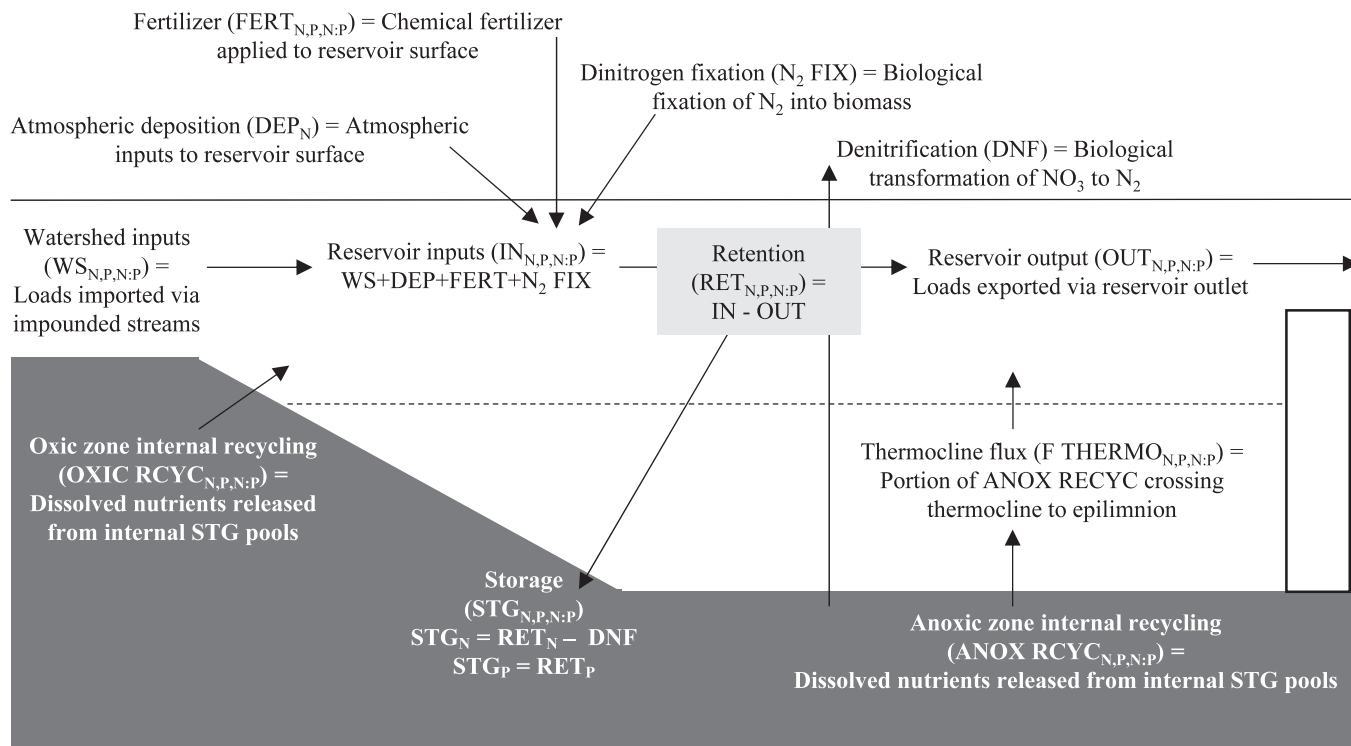 Fertilizer (FERT_N,P,N:P) = Chemical fertilizer
applied to reservoir surface
Dinitrogen fixation (N₂ FIX) = Biological
fixation of N₂ into biomass
Atmospheric deposition (DEP_N) = Atmospheric
inputs to reservoir surface
Denitrification (DNF) = Biological
transformation of NO₃ to N₂
Watershed inputs
(WS_N,P,N:P) =
Loads imported via
impounded streams
Reservoir inputs (IN_N,P,N:P) =
WS+DEP+FERT+N₂ FIX
Retention
(RET_N,P,N:P) =
IN - OUT
Reservoir output (OUT_N,P,N:P) =
Loads exported via reservoir outlet
Oxic zone internal recycling
(OXIC RCYC_N,P,N:P) =
Dissolved nutrients released
from internal STG pools
Thermocline flux (F THERMO_N,P,N:P) =
Portion of ANOX RECYC crossing
thermocline to epilimnion
Storage
(STG_N,P,N:P)
STG_N = RET_N – DNF
STG_P = RET_P
Anoxic zone internal recycling
(ANOX RCYC_N,P,N:P) =
Dissolved nutrients released from internal STG pools